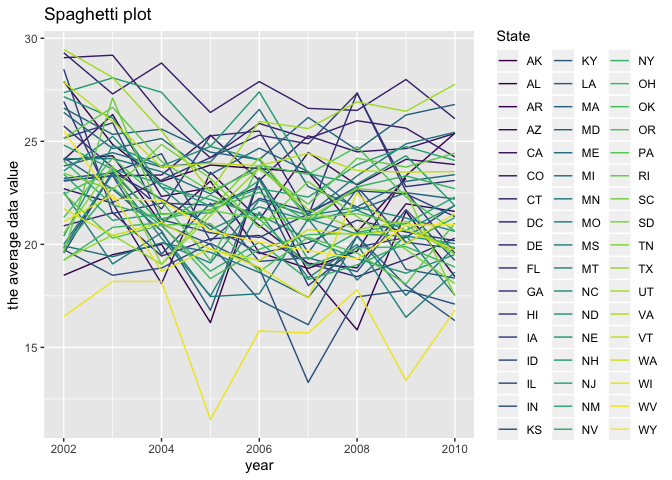 Spaghetti plot
the average data value
30
25
20
15
2002
2004
2006
2008
2010
year
State
AK
AL
AR
AZ
CA
CO
CT
DC
DE
FL
GA
HI
IA
ID
IL
IN
KS
KY
LA
MA
MD
ME
MI
MN
MO
MS
MT
NC
ND
NE
NH
NJ
NM
NV
NY
OH
OK
OR
PA
RI
SC
SD
TN
TX
UT
VA
VT
WA
WI
WV
WY